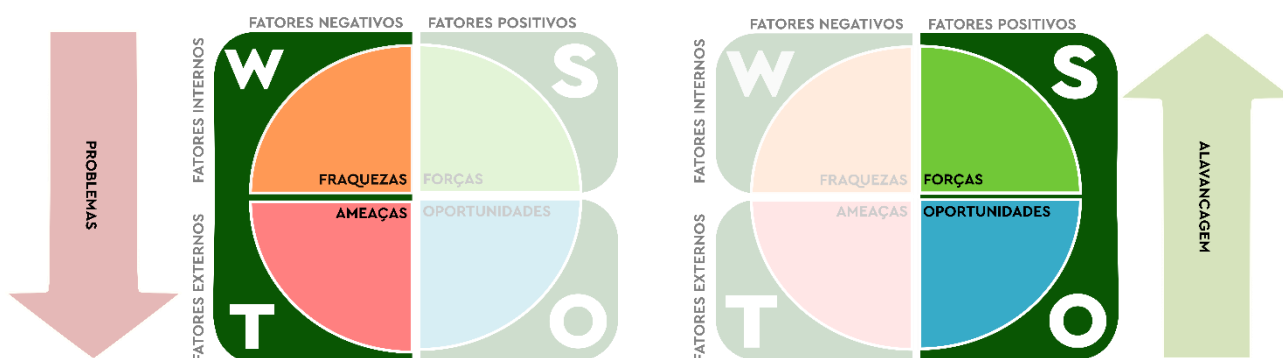 FATORES NEGATIVOS
FATORES POSITIVOS
PROBLEMAS
FATORES INTERNOS
W
S
FRAQUEZAS
FORÇAS
AMEAÇAS
OPORTUNIDADES
FATORES EXTERNOS
T
O
FATORES NEGATIVOS
FATORES POSITIVOS
FATORES INTERNOS
W
S
FRAQUEZAS
FORÇAS
AMEAÇAS
OPORTUNIDADES
FATORES EXTERNOS
T
O
ALAVANCAGEM